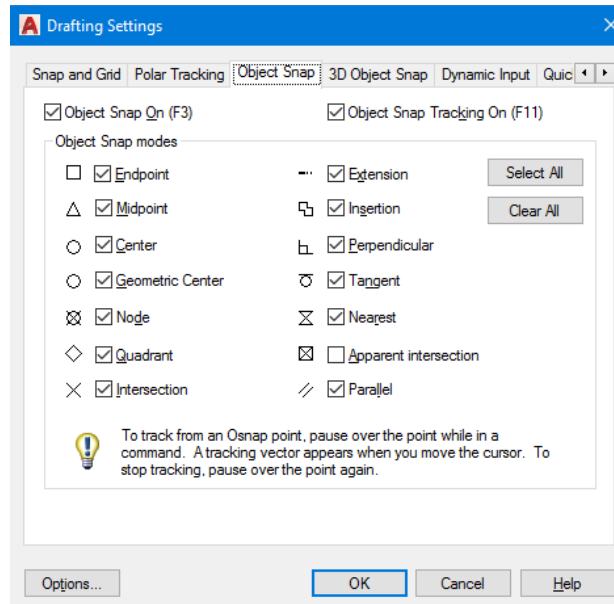 Drafting Settings
Snap and Grid Polar Tracking Object Snap 3D Object Snap Dynamic Input Quic
Object Snap On (F3) Object Snap Tracking On (F11)
Object Snap modes
Endpoint Extension Select All
Midpoint Insertion Clear All
Center Perpendicular
Geometric Center Tangent
Node Nearest
Quadrant Apparent intersection
Intersection Parallel
To track from an Osnap point, pause over the point while in a
command. A tracking vector appears when you move the cursor. To
stop tracking, pause over the point again.
Options... OK Cancel Help